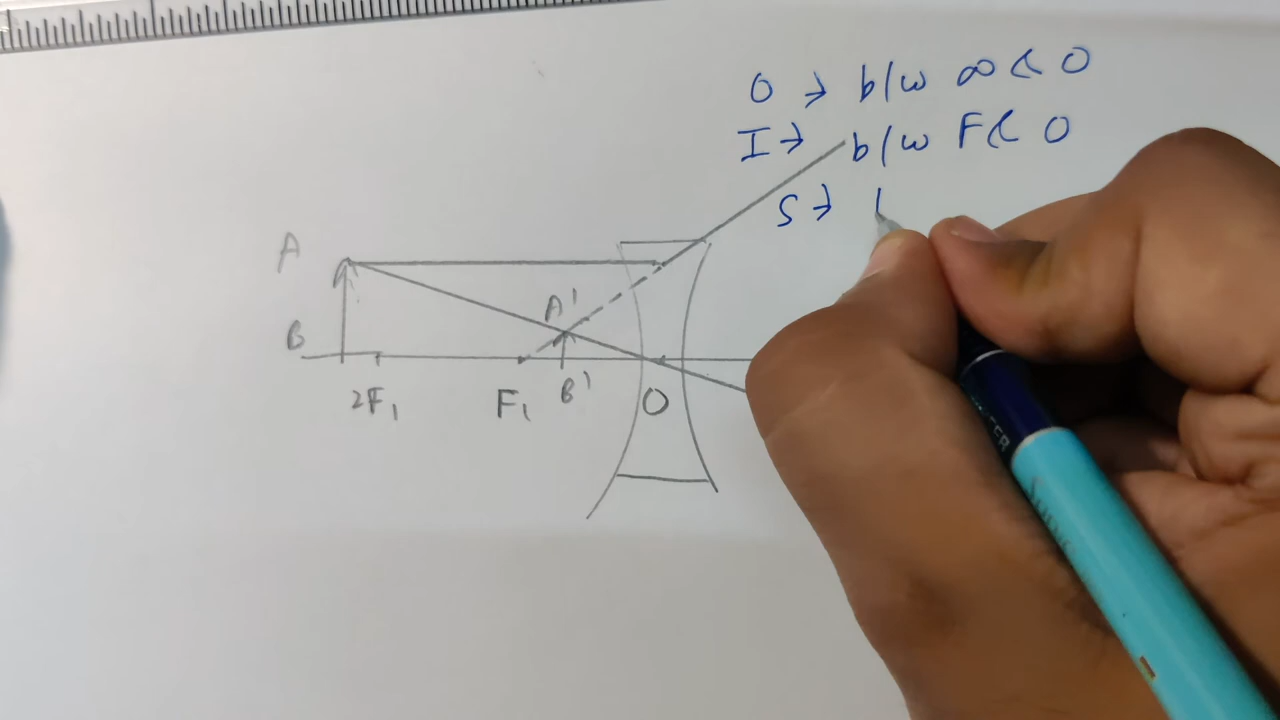 O → b/w ∞ & O
I → b/w F & O
S →
A
A'
B
2F₁
F₁
B'
O